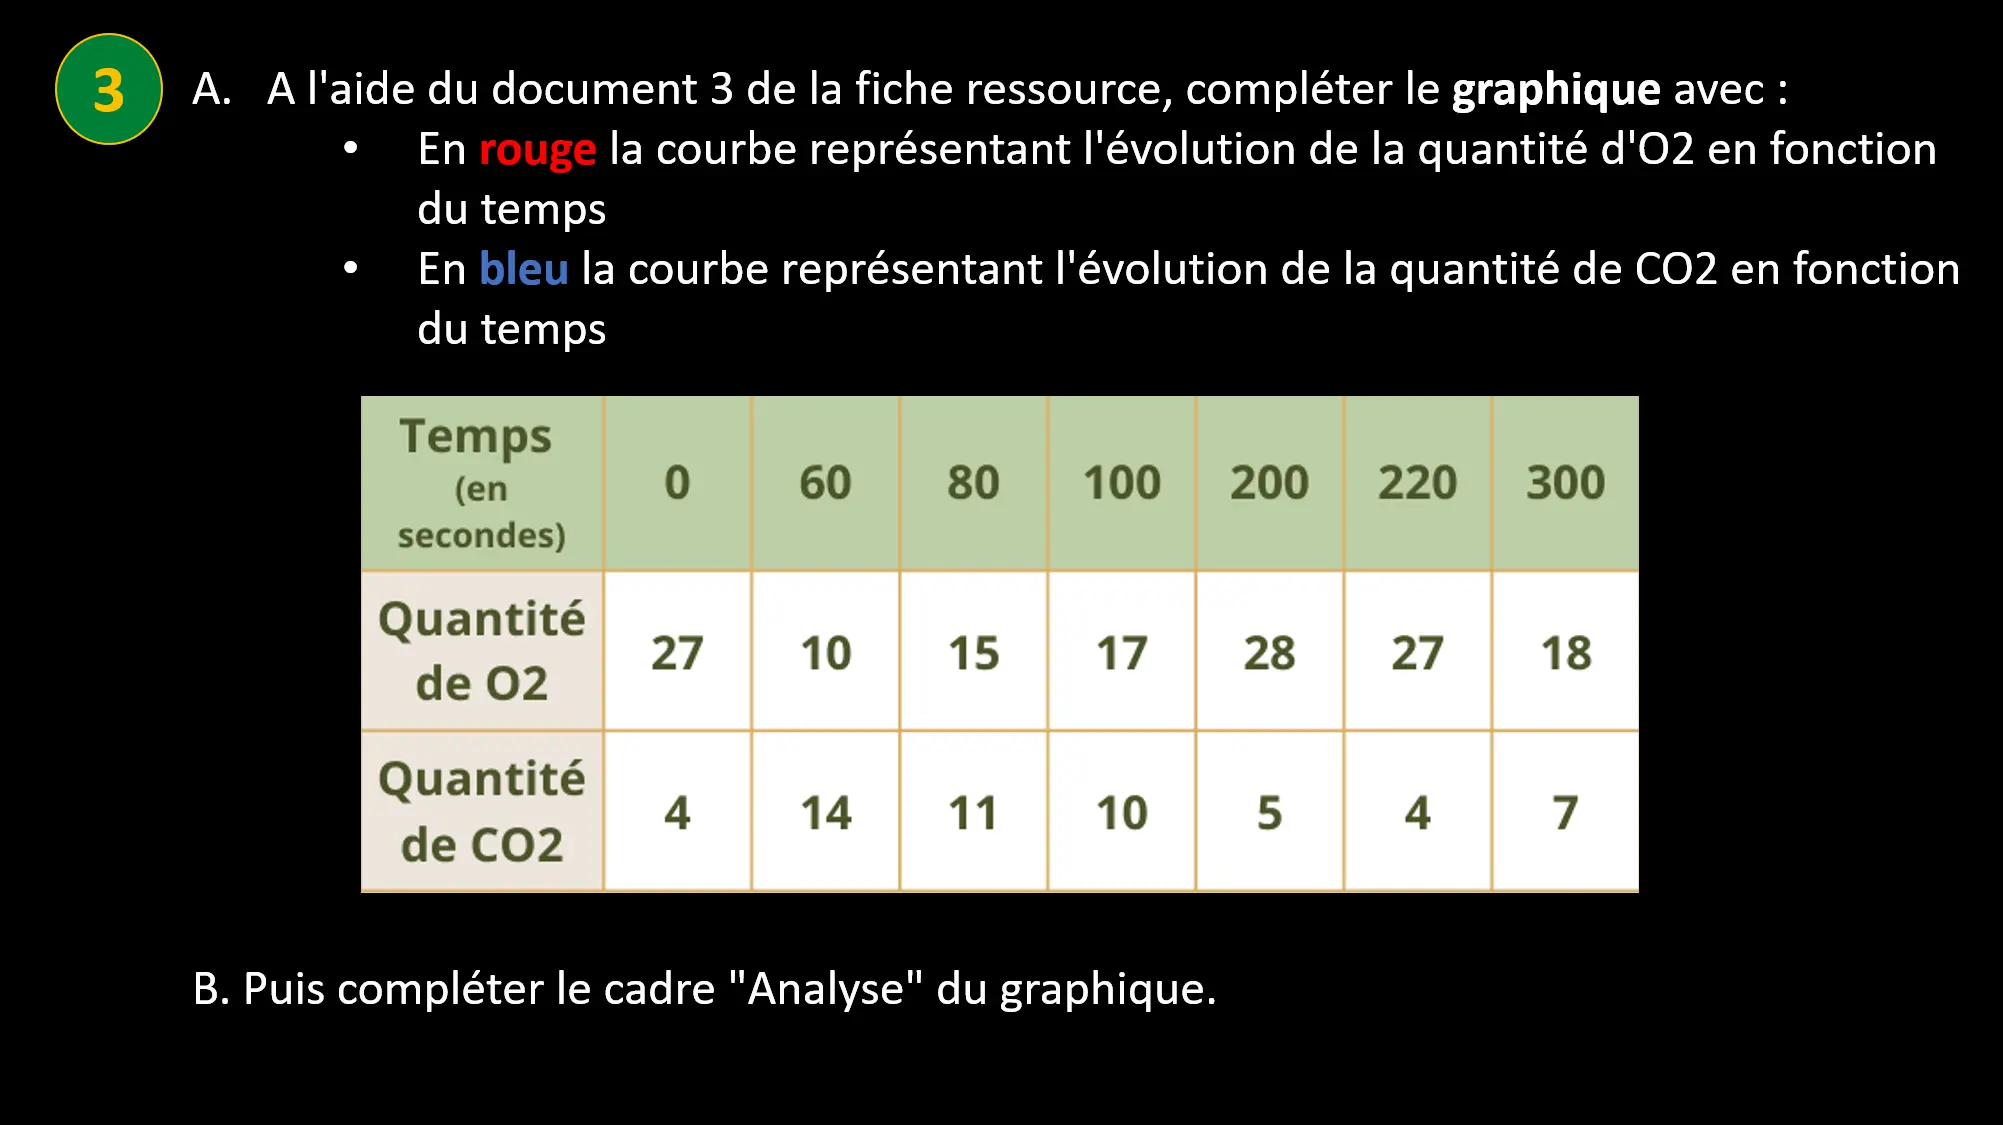 3
A. A l'aide du document 3 de la fiche ressource, compléter le graphique avec :
• En rouge la courbe représentant l'évolution de la quantité d'O2 en fonction
du temps
• En bleu la courbe représentant l'évolution de la quantité de CO2 en fonction
du temps
Temps
(en
secondes)
0 60 80 100 200 220 300
Quantité
de O2
27 10 15 17 28 27 18
Quantité
de CO2
4 14 11 10 5 4 7
B. Puis compléter le cadre "Analyse" du graphique.